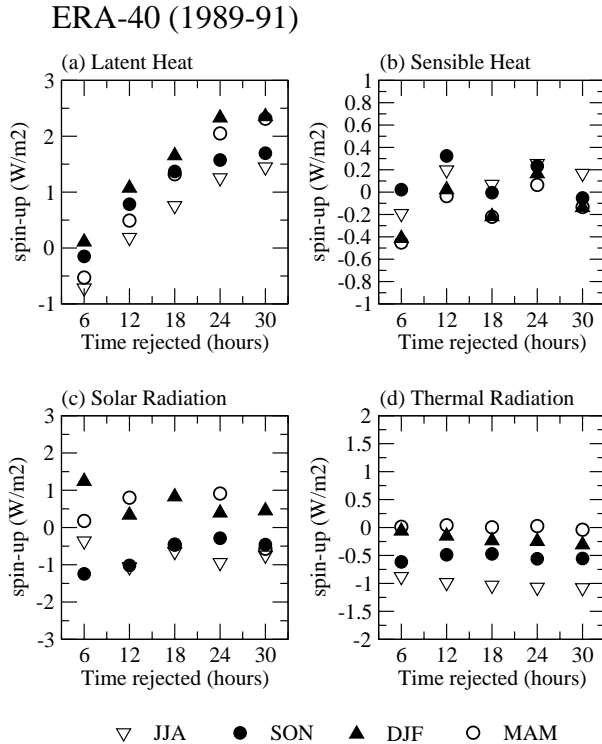 ERA-40 (1989-91)
(a) Latent Heat
3
2
1
0
-1
spin-up (W/m2)
6 12 18 24 30
Time rejected (hours)
(b) Sensible Heat
1
0.8
0.6
0.4
0.2
0
-0.2
-0.4
-0.6
-0.8
-1
spin-up (W/m2)
6 12 18 24 30
Time rejected (hours)
(c) Solar Radiation
3
2
1
0
-1
-2
-3
spin-up (W/m2)
6 12 18 24 30
Time rejected (hours)
(d) Thermal Radiation
2
1.5
1
0.5
0
-0.5
-1
-1.5
-2
spin-up (W/m2)
6 12 18 24 30
Time rejected (hours)
JJA SON DJF MAM